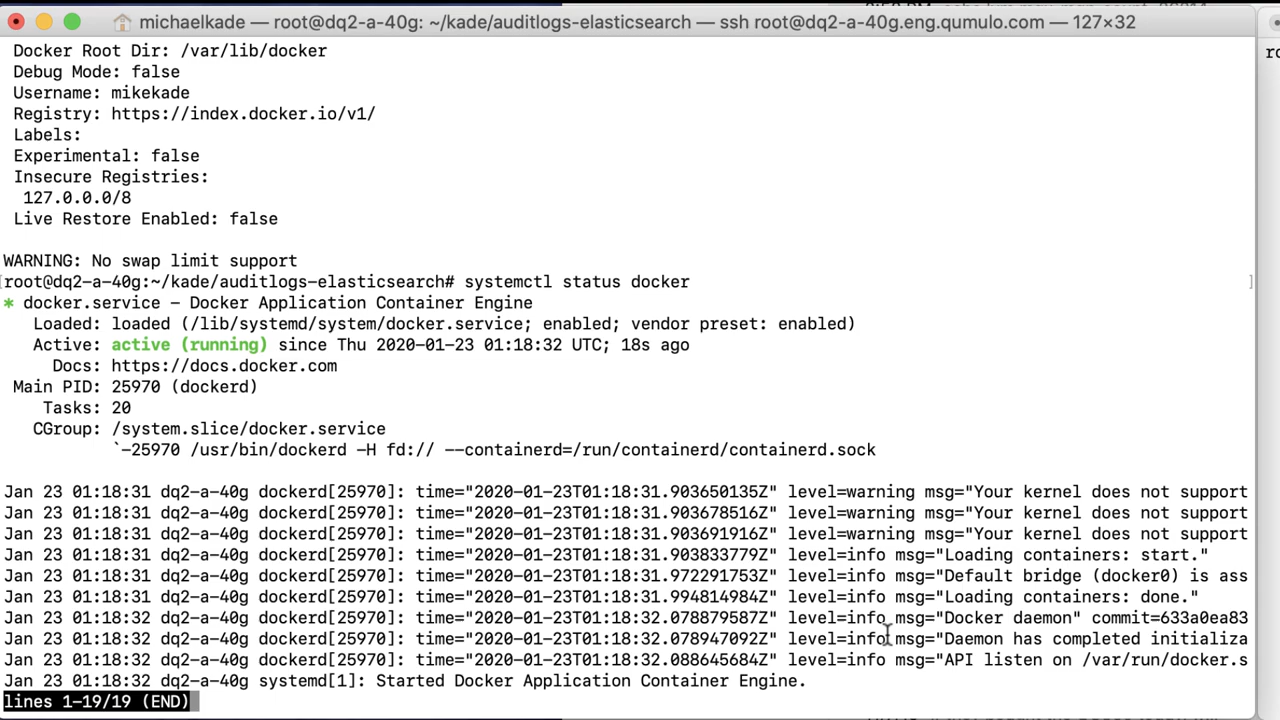 michaelkade — root@dq2-a-40g: ~/kade/auditlogs-elasticsearch — ssh root@dq2-a-40g.eng.qumulo.com — 127×32
Docker Root Dir: /var/lib/docker
Debug Mode: false
Username: mikekade
Registry: https://index.docker.io/v1/
Labels:
Experimental: false
Insecure Registries:
127.0.0.0/8
Live Restore Enabled: false
WARNING: No swap limit support
[root@dq2-a-40g:~/kade/auditlogs-elasticsearch# systemctl status docker ]
* docker.service – Docker Application Container Engine
Loaded: loaded (/lib/systemd/system/docker.service; enabled; vendor preset: enabled)
Active: active (running) since Thu 2020-01-23 01:18:32 UTC; 18s ago
Docs: https://docs.docker.com
Main PID: 25970 (dockerd)
Tasks: 20
CGroup: /system.slice/docker.service
`-25970 /usr/bin/dockerd -H fd:// --containerd=/run/containerd/containerd.sock
Jan 23 01:18:31 dq2-a-40g dockerd[25970]: time="2020-01-23T01:18:31.903650135Z" level=warning msg="Your kernel does not support
Jan 23 01:18:31 dq2-a-40g dockerd[25970]: time="2020-01-23T01:18:31.903678516Z" level=warning msg="Your kernel does not support
Jan 23 01:18:31 dq2-a-40g dockerd[25970]: time="2020-01-23T01:18:31.903691916Z" level=warning msg="Your kernel does not support
Jan 23 01:18:31 dq2-a-40g dockerd[25970]: time="2020-01-23T01:18:31.903833779Z" level=info msg="Loading containers: start."
Jan 23 01:18:31 dq2-a-40g dockerd[25970]: time="2020-01-23T01:18:31.972291753Z" level=info msg="Default bridge (docker0) is ass
Jan 23 01:18:31 dq2-a-40g dockerd[25970]: time="2020-01-23T01:18:31.994814984Z" level=info msg="Loading containers: done."
Jan 23 01:18:32 dq2-a-40g dockerd[25970]: time="2020-01-23T01:18:32.078879587Z" level=info msg="Docker daemon" commit=633a0ea83
Jan 23 01:18:32 dq2-a-40g dockerd[25970]: time="2020-01-23T01:18:32.078947092Z" level=info msg="Daemon has completed initializa
Jan 23 01:18:32 dq2-a-40g dockerd[25970]: time="2020-01-23T01:18:32.088645684Z" level=info msg="API listen on /var/run/docker.s
Jan 23 01:18:32 dq2-a-40g systemd[1]: Started Docker Application Container Engine.
lines 1-19/19 (END)